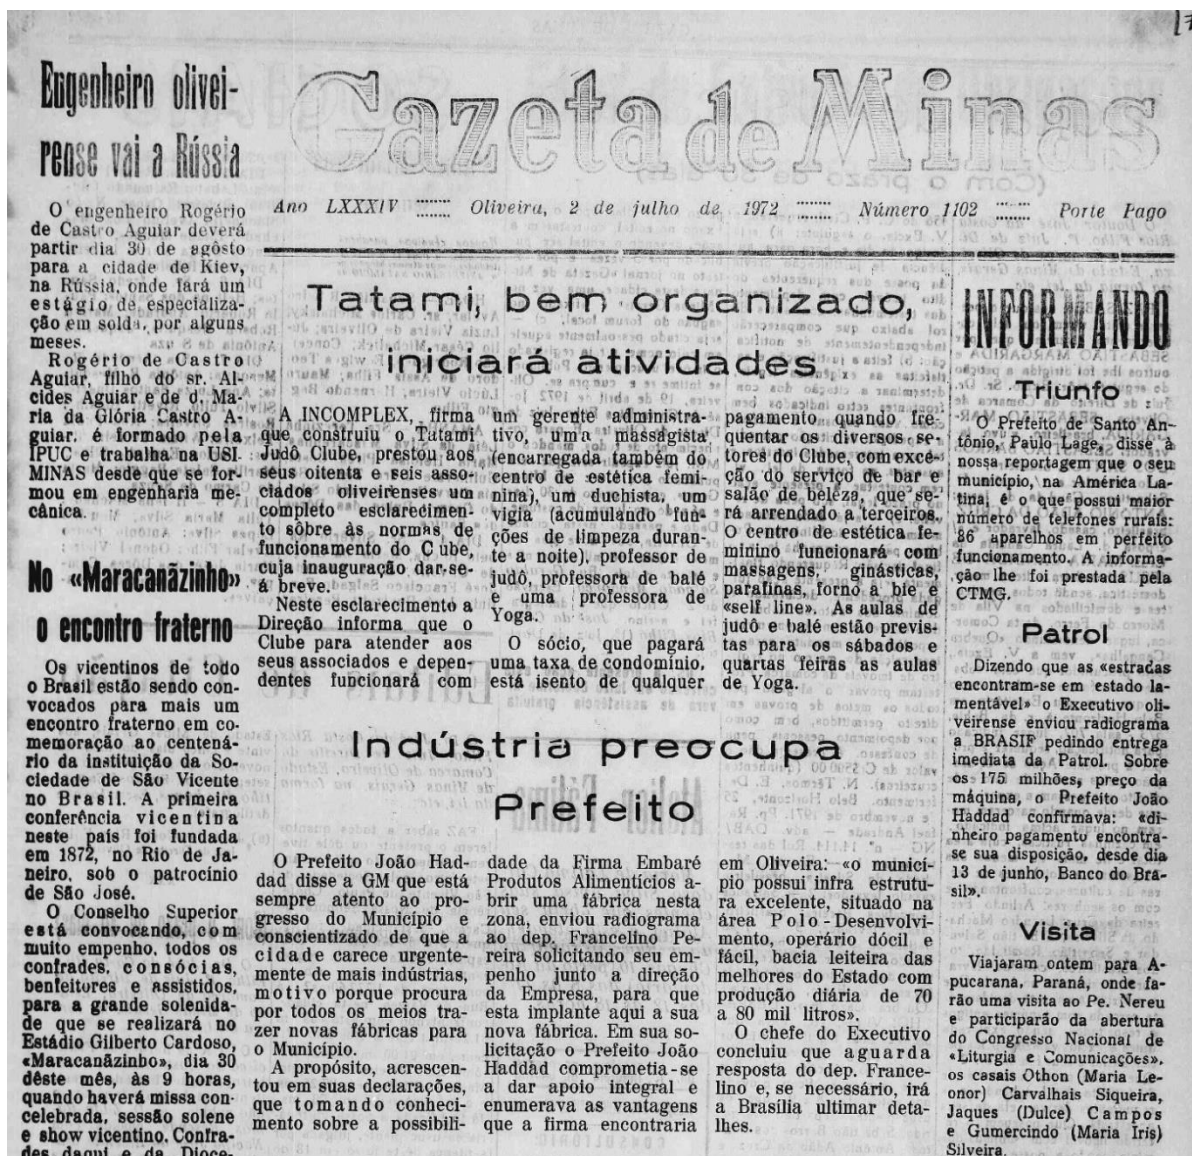 Engenheiro olivei-
rense vai a Rússia
O engenheiro Rogério
de Castro Aguiar deverá
partir dia 30 de agôsto
para a cidade de Kiev,
na Rússia, onde fará um
estágio de especializa-
ção em solda, por alguns
meses.
Rogério de Castro
Aguiar, filho do sr. Al-
cides Aguiar e de d. Ma-
ria da Glória Castro A-
guiar, é formado pela
IPUC e trabalha na USI-
MINAS desde que se for-
mou em engenharia me-
cânica.
No «Maracanãzinho»
o encontro fraterno
Os vicentinos de todo
o Brasil estão sendo con-
vocados para mais um
encontro fraterno em co-
memoração ao centená-
rio da instituição da So-
ciedade de São Vicente
no Brasil. A primeira
conferência vicentina
neste país foi fundada
em 1872, no Rio de Ja-
neiro, sob o patrocínio
de São José.
O Conselho Superior
está convocando, com
muito empenho, todos os
confrades, consócias,
benfeitores e assistidos,
para a grande solenida-
de que se realizará no
Estádio Gilberto Cardoso,
«Maracanãzinho», dia 30
dêste mês, às 9 horas,
quando haverá missa con-
celebrada, sessão solene
e show vicentino. Confra-
des daqui e da Dioce-
Gazeta de Minas
Ano LXXXIV Oliveira, 2 de julho de 1972 Número 1102 Porte Pago
Tatami, bem organizado,
iniciará atividades
A INCOMPLEX, firma
que construiu o Tatami
Judô Clube, prestou aos
seus oitenta e seis asso-
ciados oliveirenses um
completo esclarecimen-
to sôbre às normas de
funcionamento do C ube,
cuja inauguração dar-se-
á breve.
Neste esclarecimento a
Direção informa que o
Clube para atender aos
seus associados e depen-
dentes funcionará com
um gerente administra-
tivo, uma massagista
(encarregada também do
centro de estética femi-
nina), um duchista, um
vigia (acumulando fun-
ções de limpeza duran-
te a noite), professor de
judô, professora de balé
e uma professora de
Yoga.
O sócio, que pagará
uma taxa de condomínio,
está isento de qualquer
pagamento quando fre-
quentar os diversos se-
tores do Clube, com excé-
ção do serviço de bar e
salão de beléza, que se-
rá arrendado a terceiros.
O centro de estética fe-
minino funcionará com
massagens, ginásticas,
parafinas, forno a bie e
«self line». As aulas de
judô e balé estão previs-
tas para os sábados e
quartas feiras as aulas
de Yoga.
Indústria preocupa
Prefeito
O Prefeito João Had-
dad disse a GM que está
sempre atento ao pro-
gresso do Município e
conscientizado de que a
cidade carece urgente-
mente de mais indústrias,
motivo porque procura
por todos os meios tra-
zer novas fábricas para
o Município.
A propósito, acrescen-
tou em suas declarações,
que tomando conheci-
mento sobre a possibili-
dade da Firma Embaré
Produtos Alimentícios a-
brir uma fábrica nesta
zona, enviou radiograma
ao dep. Francelino Pe-
reira solicitando seu em-
penho junto a direção
da Empresa, para que
esta implante aqui a sua
nova fábrica. Em sua so-
licitação o Prefeito João
Haddad comprometia-se
a dar apoio integral e
enumerava as vantagens
que a firma encontraria
em Oliveira: «o municí-
pio possui infra estrutu-
ra excelente, situado na
área Polo-Desenvolvi-
mento, operário dócil e
fácil, bacia leiteira das
melhores do Estado com
produção diária de 70
a 80 mil litros».
O chefe do Executivo
concluiu que aguarda
resposta do dep. France-
lino e, se necessário, irá
a Brasília ultimar deta-
lhes.
INFORMANDO
Triunfo
O Prefeito de Santo An-
tônio, Paulo Lage, disse à
nossa reportagem que o seu
município, na América La-
tina, é o que possui maior
número de telefones rurais:
86 aparelhos em perfeito
funcionamento. A informa-
ção lhe foi prestada pela
CTMG.
Patrol
Dizendo que as «estradas
encontram-se em estado la-
mentável» o Executivo oli-
veirense enviou radiograma
a BRASIF pedindo entrega
imediata da Patrol. Sobre
os 175 milhões, preço da
máquina, o Prefeito João
Haddad confirmava: «di-
nheiro pagamento encontra-
se sua disposição, desde dia
13 de junho, Banco do Bra-
sil».
Visita
Viajaram ontem para A-
pucarana, Paraná, onde fa-
rão uma visita ao Pe. Nereu
e participarão da abertura
do Congresso Nacional de
«Liturgia e Comunicações»,
os casais Othon (Maria Le-
onor) Carvalhais Siqueira,
Jaques (Dulce) Campos
e Gumercindo (Maria Iris)
Silveira.